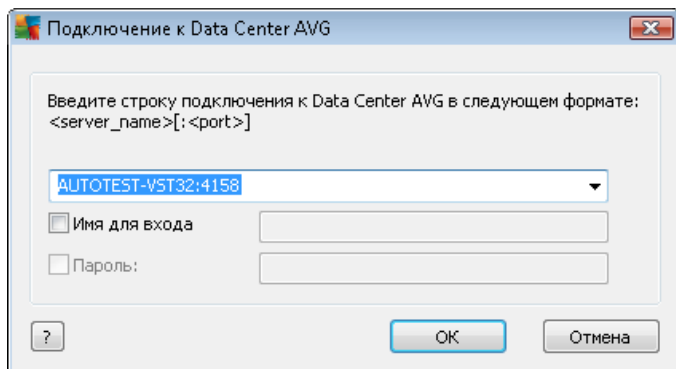 Подключение к Data Center AVG
Введите строку подключения к Data Center AVG в следующем формате:
<server_name>[:<port>]
AUTOTEST-VST32:4158
Имя для входа
Пароль:
?
ОК
Отмена